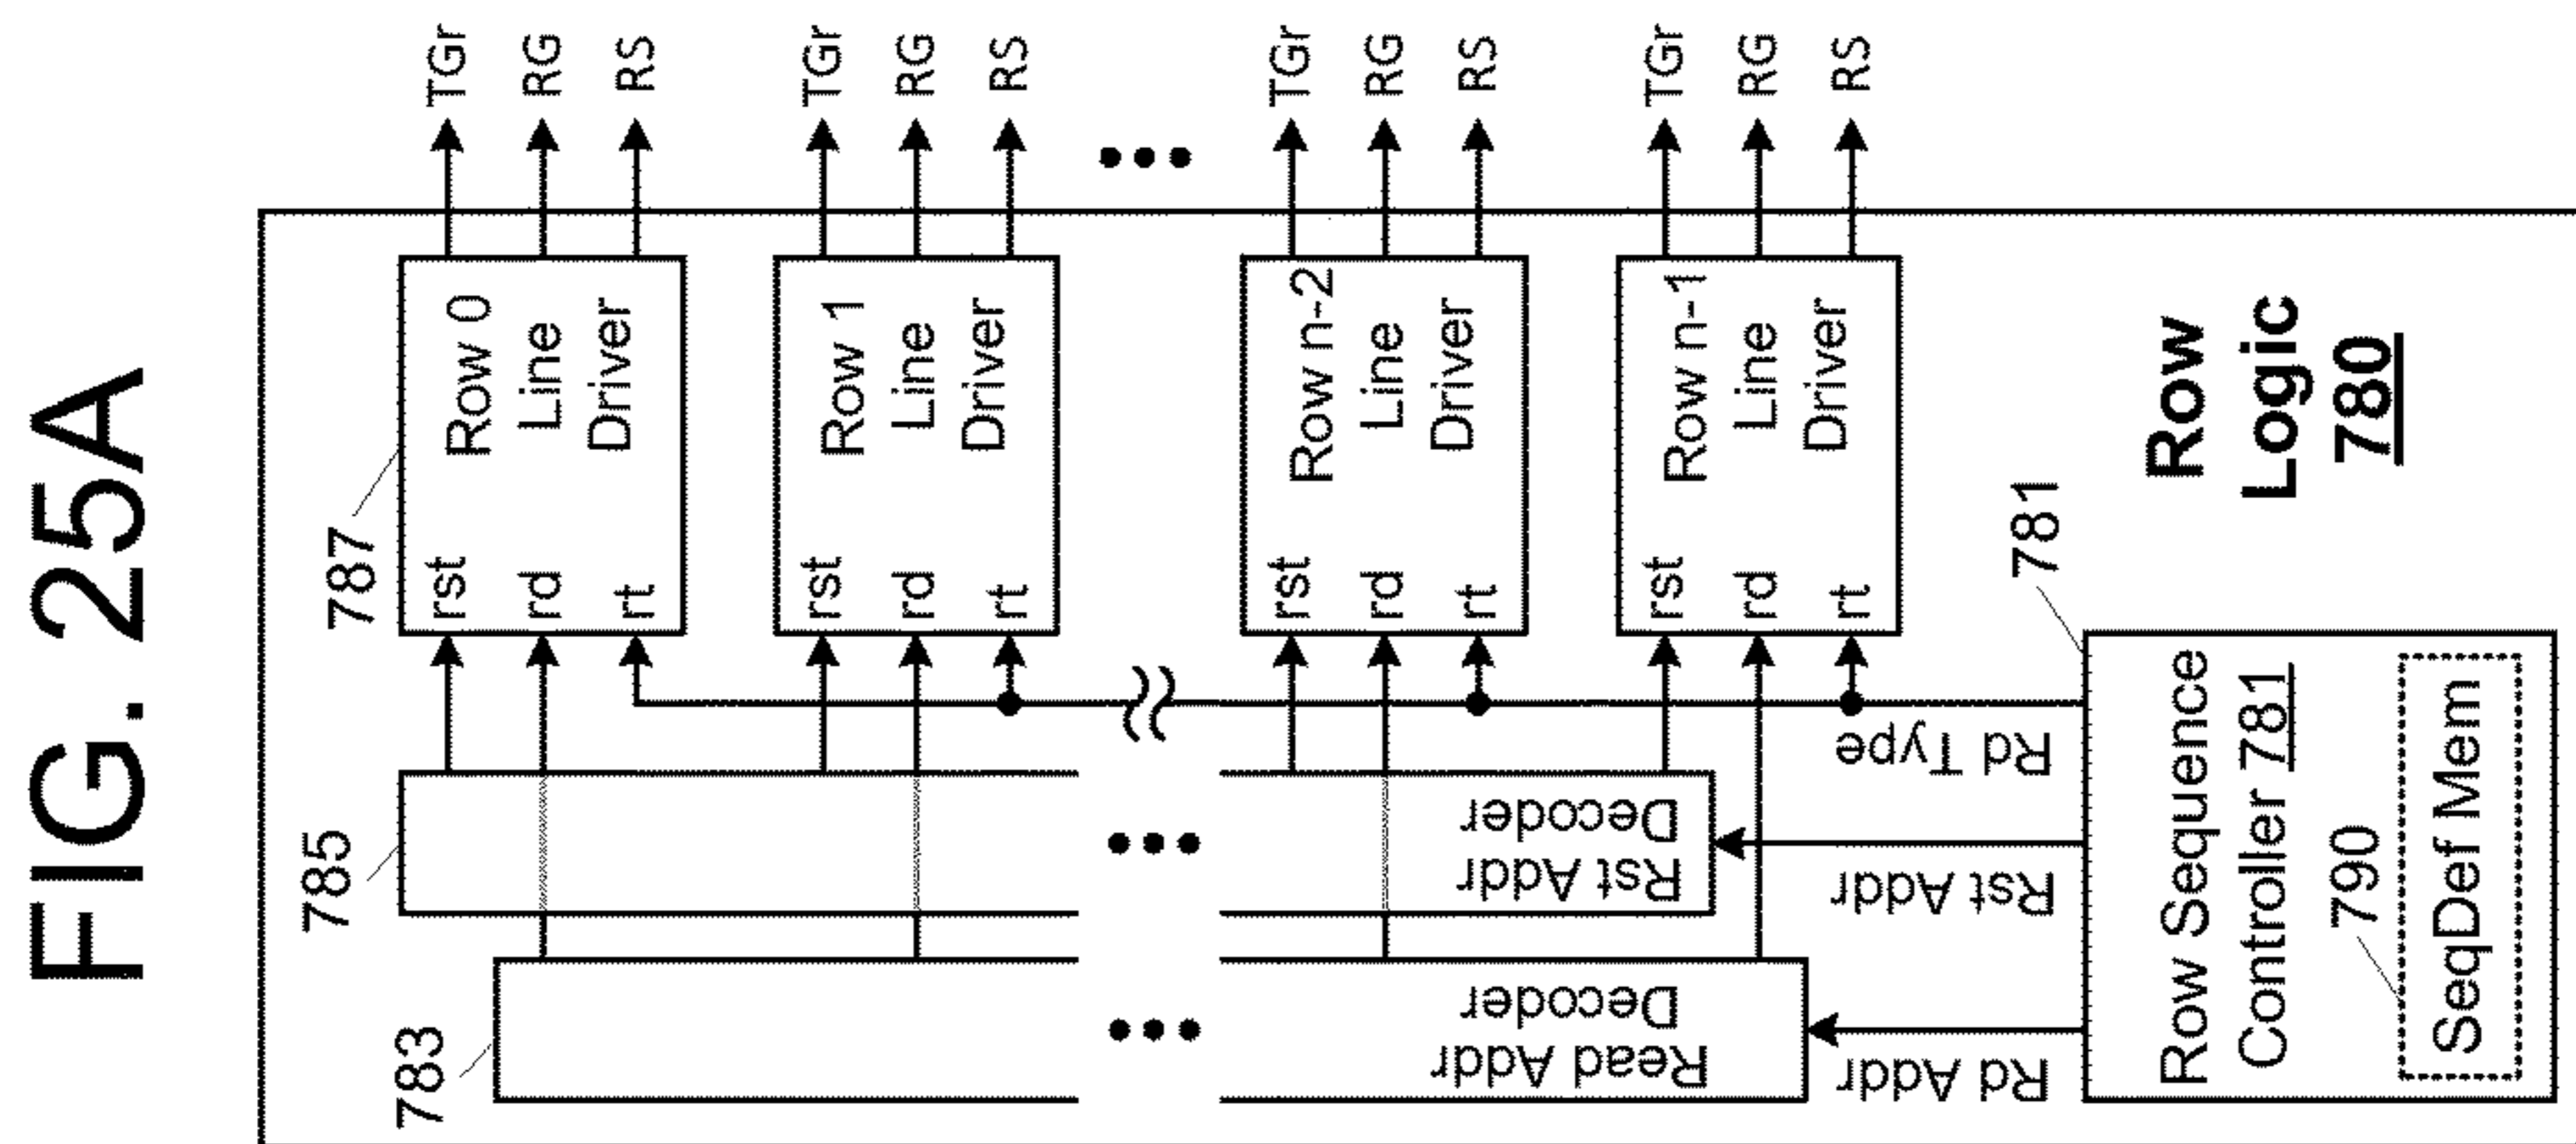 FIG. 25A
TGr
RG
RS
TGr
RG
RS
TGr
RG
RS
TGr
RG
RS
787
rst
rd
rt
Row 0
Line
Driver
rst
rd
rt
Row 1
Line
Driver
rst
rd
rt
Row n-2
Line
Driver
rst
rd
rt
Row n-1
Line
Driver
785
Rst Addr
Decoder
783
Read Addr
Decoder
Rd Type
Rst Addr
Rd Addr
781
Row Sequence
Controller 781
790
SeqDef Mem
Row
Logic
780